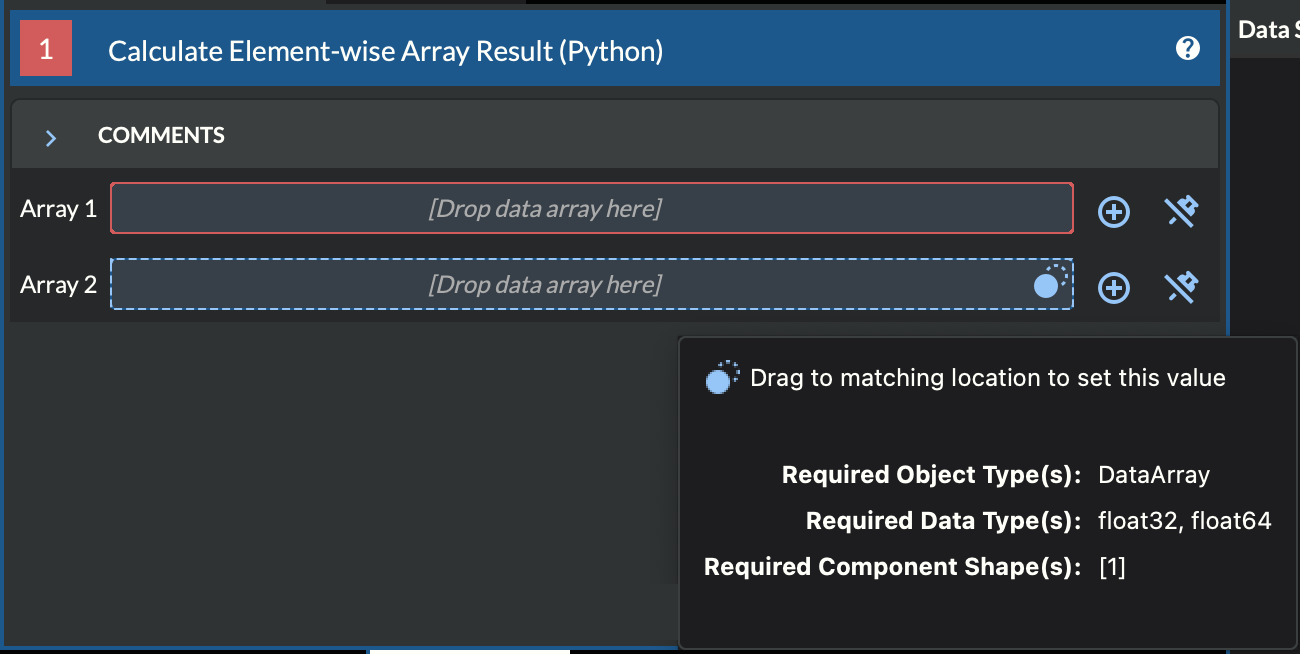 1 Calculate Element-wise Array Result (Python)
Data
COMMENTS
Array 1 [Drop data array here]
Array 2 [Drop data array here]
Drag to matching location to set this value
Required Object Type(s): DataArray
Required Data Type(s): float32, float64
Required Component Shape(s): [1]